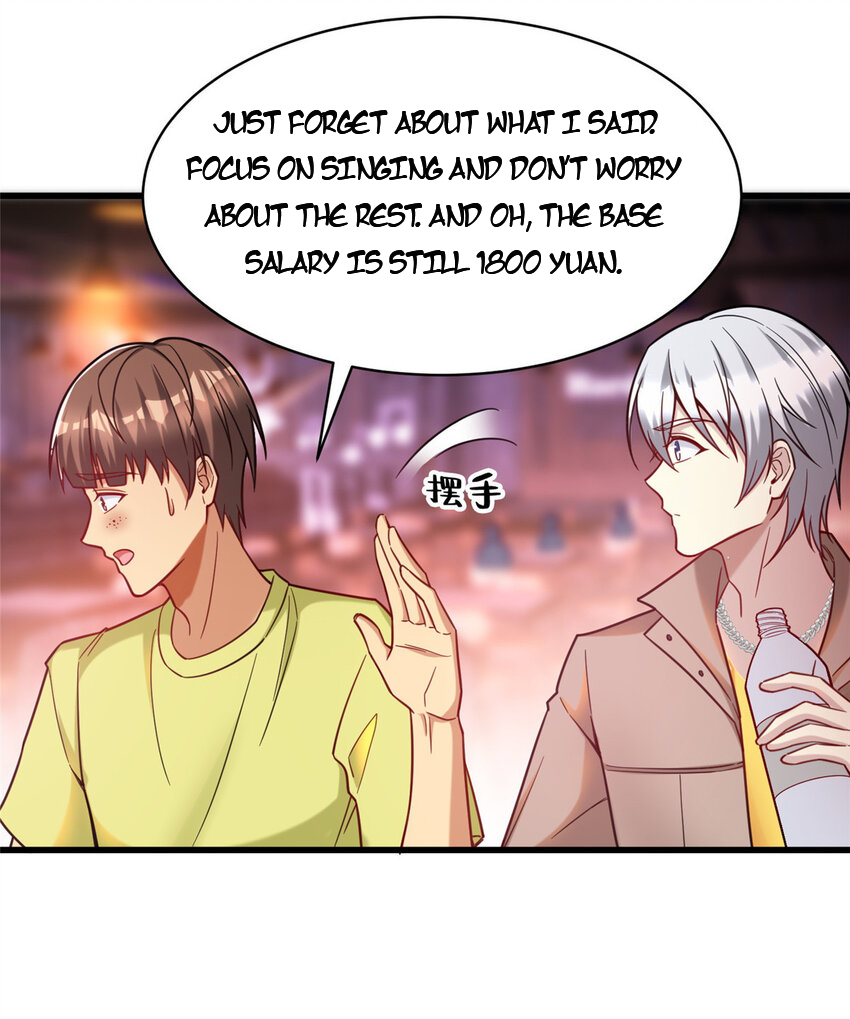 JUST FORGET ABOUT WHAT I SAID.
FOCUS ON SINGING AND DON'T WORRY
ABOUT THE REST. AND OH, THE BASE
SALARY IS STILL 1800 YUAN.
摆手